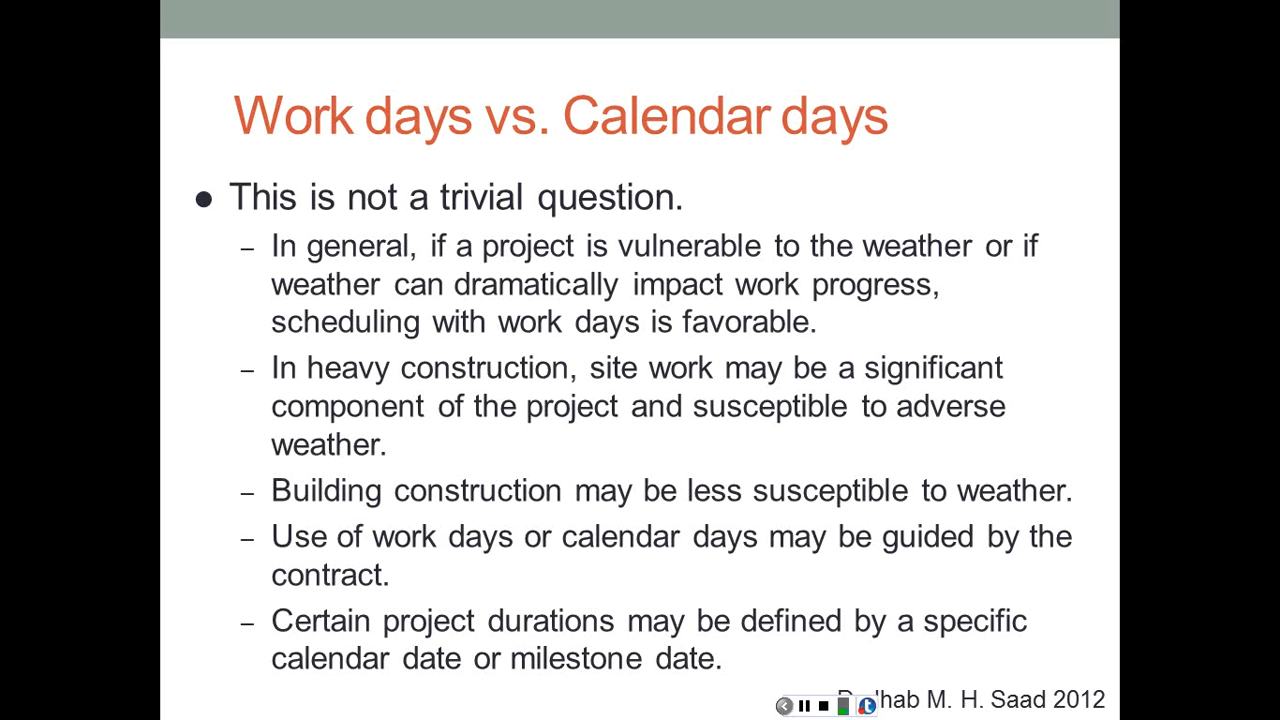 Work days vs. Calendar days
● This is not a trivial question.
– In general, if a project is vulnerable to the weather or if
weather can dramatically impact work progress,
scheduling with work days is favorable.
– In heavy construction, site work may be a significant
component of the project and susceptible to adverse
weather.
– Building construction may be less susceptible to weather.
– Use of work days or calendar days may be guided by the
contract.
– Certain project durations may be defined by a specific
calendar date or milestone date.
M. H. Saad 2012